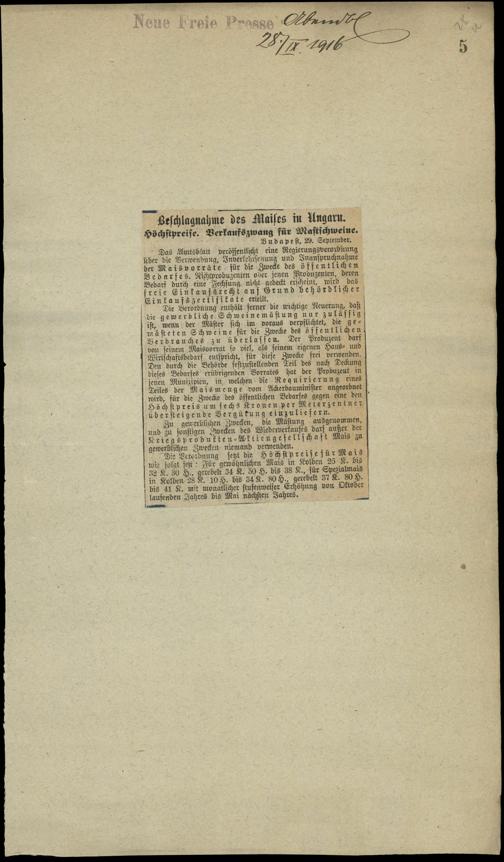 Neue Freie Presse Abendbl
28./IX. 1916
5
Beschlagnahme des Maises in Ungarn.
Höchstpreise. Verkaufszwang für Mastschweine.
Budapest, 29. September.
Das Amtsblatt veröffentlicht eine Regierungsverordnung
über die Verwendung, Inverkehrsetzung und Inanspruchnahme
der Maisvorräte für die Zwecke des öffentlichen
Bedarfes. Nichtproduzenten oder jenen Produzenten, deren
Bedarf durch eine Fechsung nicht gedeckt erscheint, wird das
freie Einkaufsrecht auf Grund behördlicher
Einkaufszertifikate erteilt.
Die Verordnung enthält ferner die wichtige Neuerung, daß
die gewerbliche Schweinemästung nur zulässig
ist, wenn der Mäster sich im voraus verpflichtet, die ge-
mästeten Schweine für die Zwecke des öffentlichen
Verbrauches zu überlassen. Der Produzent darf
von seinem Maisvorrat so viel, als seinem eigenen Haus- und
Wirtschaftsbedarf entspricht, für diese Zwecke frei verwenden.
Den durch die Behörde festzustellenden Teil des nach Deckung
dieses Bedarfes erübrigenden Vorrates hat der Produzent in
jenen Munizipien, in welchen die Requirierung eines
Teiles der Maismenge vom Ackerbauminister angeordnet
wird, für die Zwecke des öffentlichen Bedarfes gegen eine den
Höchstpreis um sechs Kronen per Meterzentner
übersteigende Vergütung einzuliefern.
Zu gewerblichen Zwecken, die Mästung ausgenommen,
und zu sonstigen Zwecken des Wiederverkaufes darf außer der
Kriegsprodukten-Aktiengesellschaft Mais zu
gewerblichen Zwecken niemand verwenden.
Die Verordnung setzt die Höchstpreise für Mais
wie folgt fest: Für gewöhnlichen Mais in Kolben 25 K. bis
32 K. 30 H., gerebelt 34 K. 50 H. bis 38 K., für Spezialmais
in Kolben 28 K. 10 H. bis 34 K. 80 H., gerebelt 37 K. 80 H.
bis 41 K. mit monatlicher stufenweiser Erhöhung von Oktober
laufenden Jahres bis Mai nächsten Jahres.